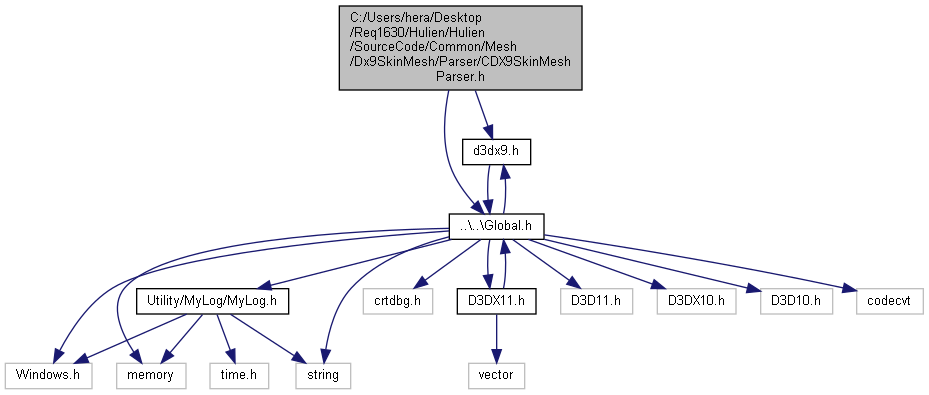 C:/Users/hera/Desktop
/Req1630/Hulien/Hulien
/SourceCode/Common/Mesh
/Dx9SkinMesh/Parser/CDX9SkinMesh
Parser.h
d3dx9.h
..\..\Global.h
Utility/MyLog/MyLog.h
crtdbg.h
D3DX11.h
D3D11.h
D3DX10.h
D3D10.h
codecvt
Windows.h
memory
time.h
string
vector